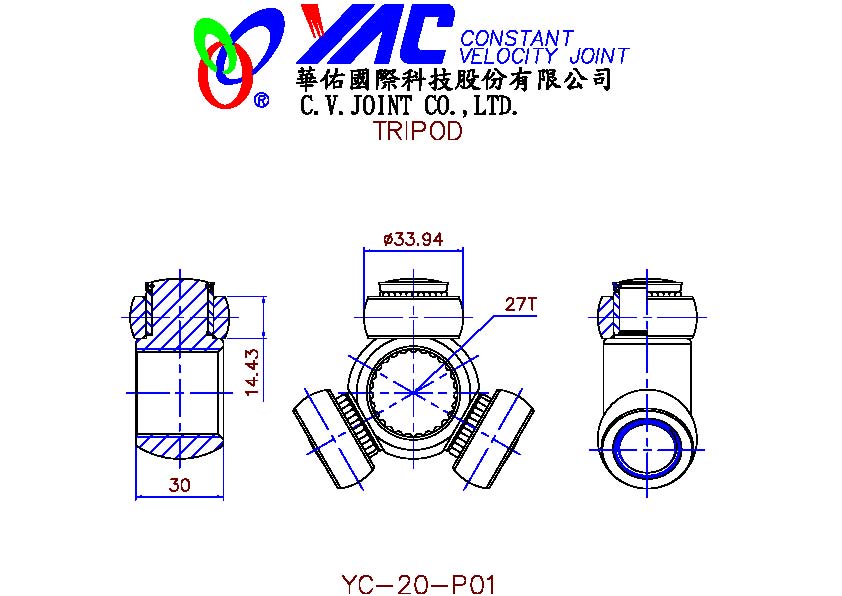 YAC CONSTANT
VELOCITY JOINT
®
華佑國際科技股份有限公司
C.V.JOINT CO.,LTD.
TRIPOD
ø33.94
27T
14.43
30
YC-20-P01